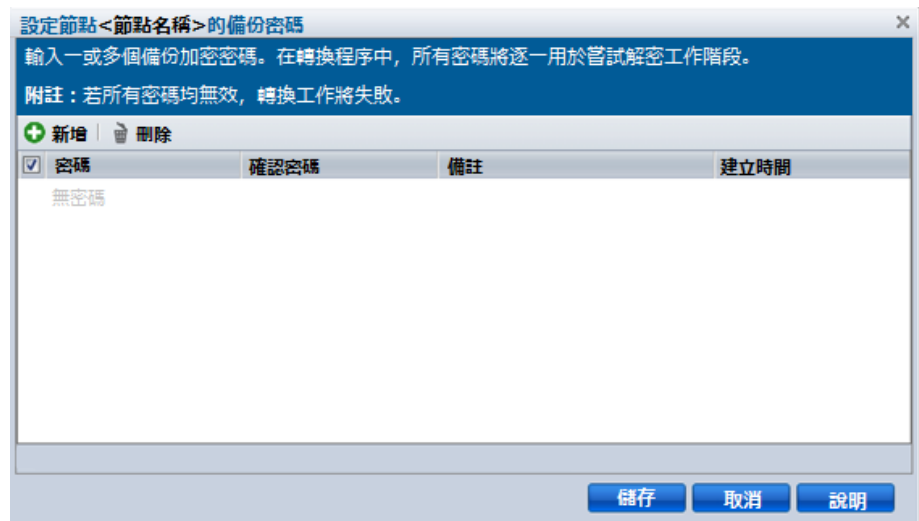 設定節點<節點名稱>的備份密碼
輸入一或多個備份加密密碼。在轉換程序中，所有密碼將逐一用於嘗試解密工作階段。
附註：若所有密碼均無效，轉換工作將失敗。
新增 刪除
密碼 確認密碼 備註 建立時間
無密碼
儲存 取消 說明